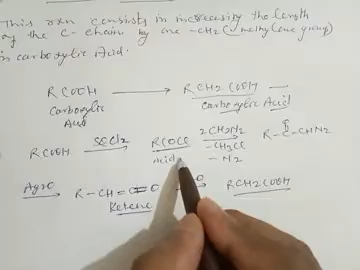 This rxn consists in increasing the length
of the C-chain by one -CH2 (methylene group)
in carboxylic Acid.
RCOOH → RCH2COOH
Carboxylic Acid Carboxylic Acid
RCOOH SOCl2 → RCOCl 2CH2N2 → -CH3Cl -N2 R-C-CHN2
O
Acid
Ag2O → R-CH=C=O → RCH2COOH
Ketene